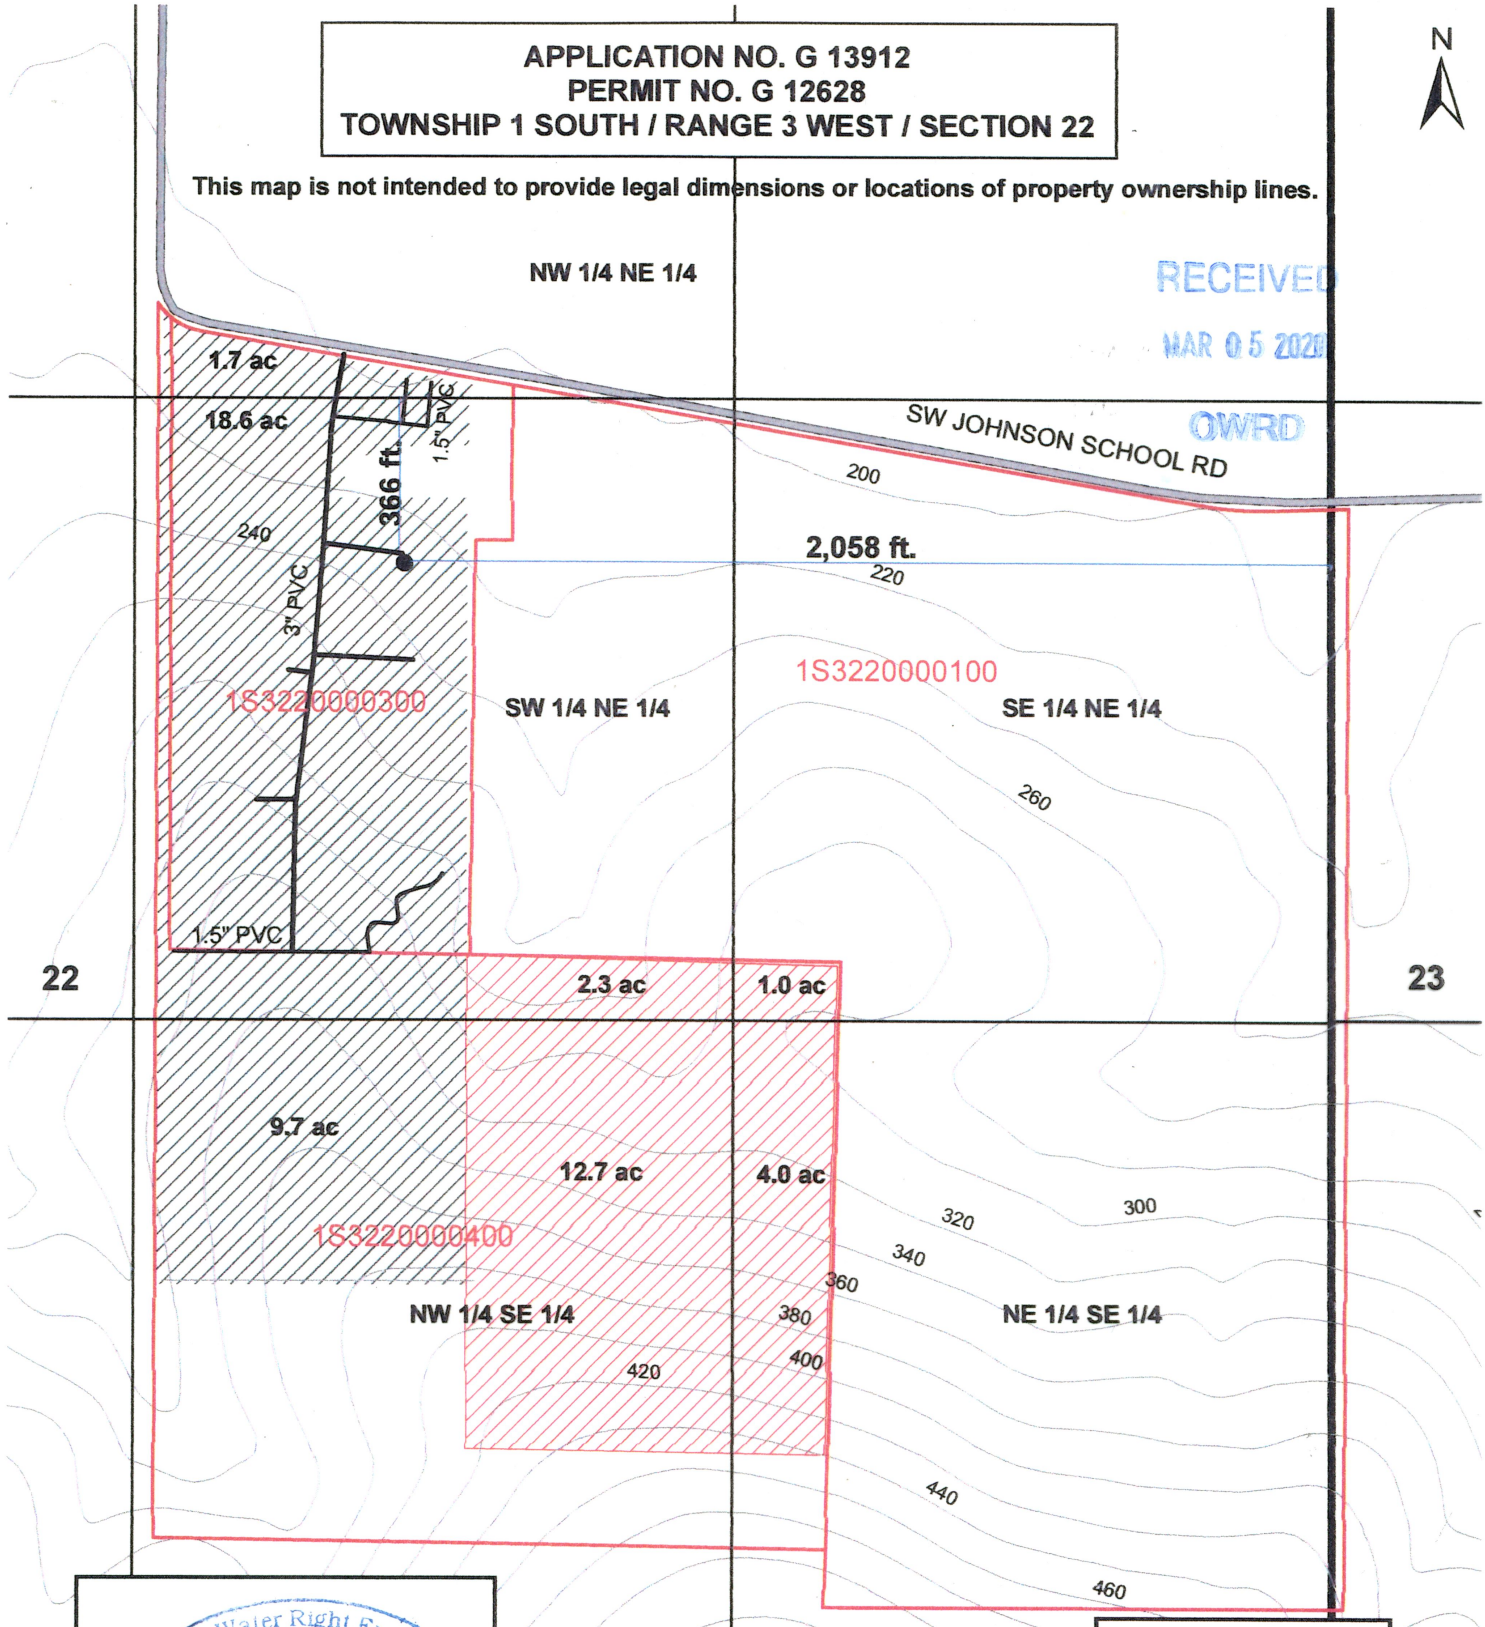 APPLICATION NO. G 13912
PERMIT NO. G 12628
TOWNSHIP 1 SOUTH / RANGE 3 WEST / SECTION 22
N
This map is not intended to provide legal dimensions or locations of property ownership lines.
NW 1/4 NE 1/4
RECEIVED
MAR 05 2020
OWRD
1.7 ac
18.6 ac
1.5" PVC
366 ft.
SW JOHNSON SCHOOL RD
200
240
2,058 ft.
220
3" PVC
1S3220000300
SW 1/4 NE 1/4
1S3220000100
SE 1/4 NE 1/4
260
1.5" PVC
22
2.3 ac
1.0 ac
23
9.7 ac
12.7 ac
4.0 ac
320
300
1S3220000400
340
360
NW 1/4 SE 1/4
380
NE 1/4 SE 1/4
400
420
440
460
Water Right